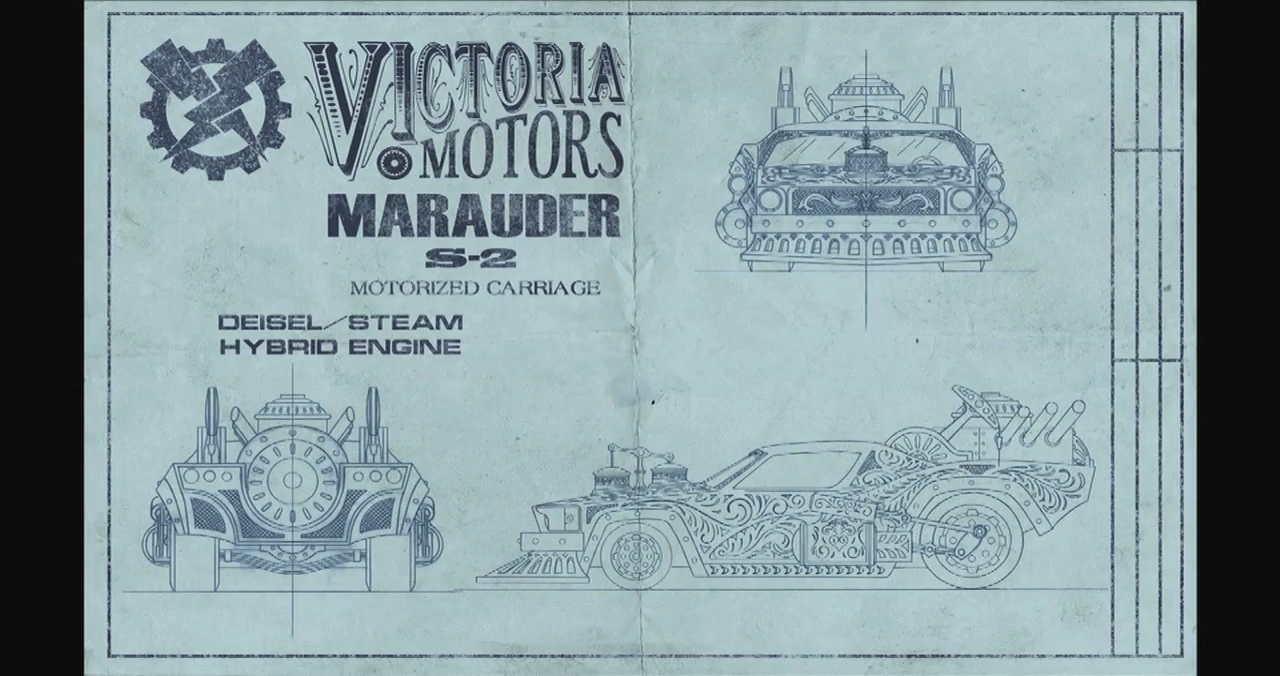 VICTORIA
MOTORS
MARAUDER
S-2
MOTORIZED CARRIAGE
DEISEL/STEAM
HYBRID ENGINE